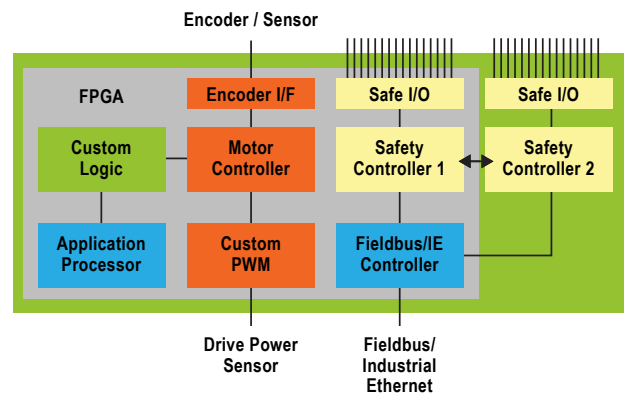 Encoder / Sensor
FPGA
Encoder I/F
Safe I/O
Safe I/O
Custom
Logic
Motor
Controller
Safety
Controller 1
Safety
Controller 2
Application
Processor
Custom
PWM
Fieldbus/IE
Controller
Drive Power
Sensor
Fieldbus/
Industrial
Ethernet